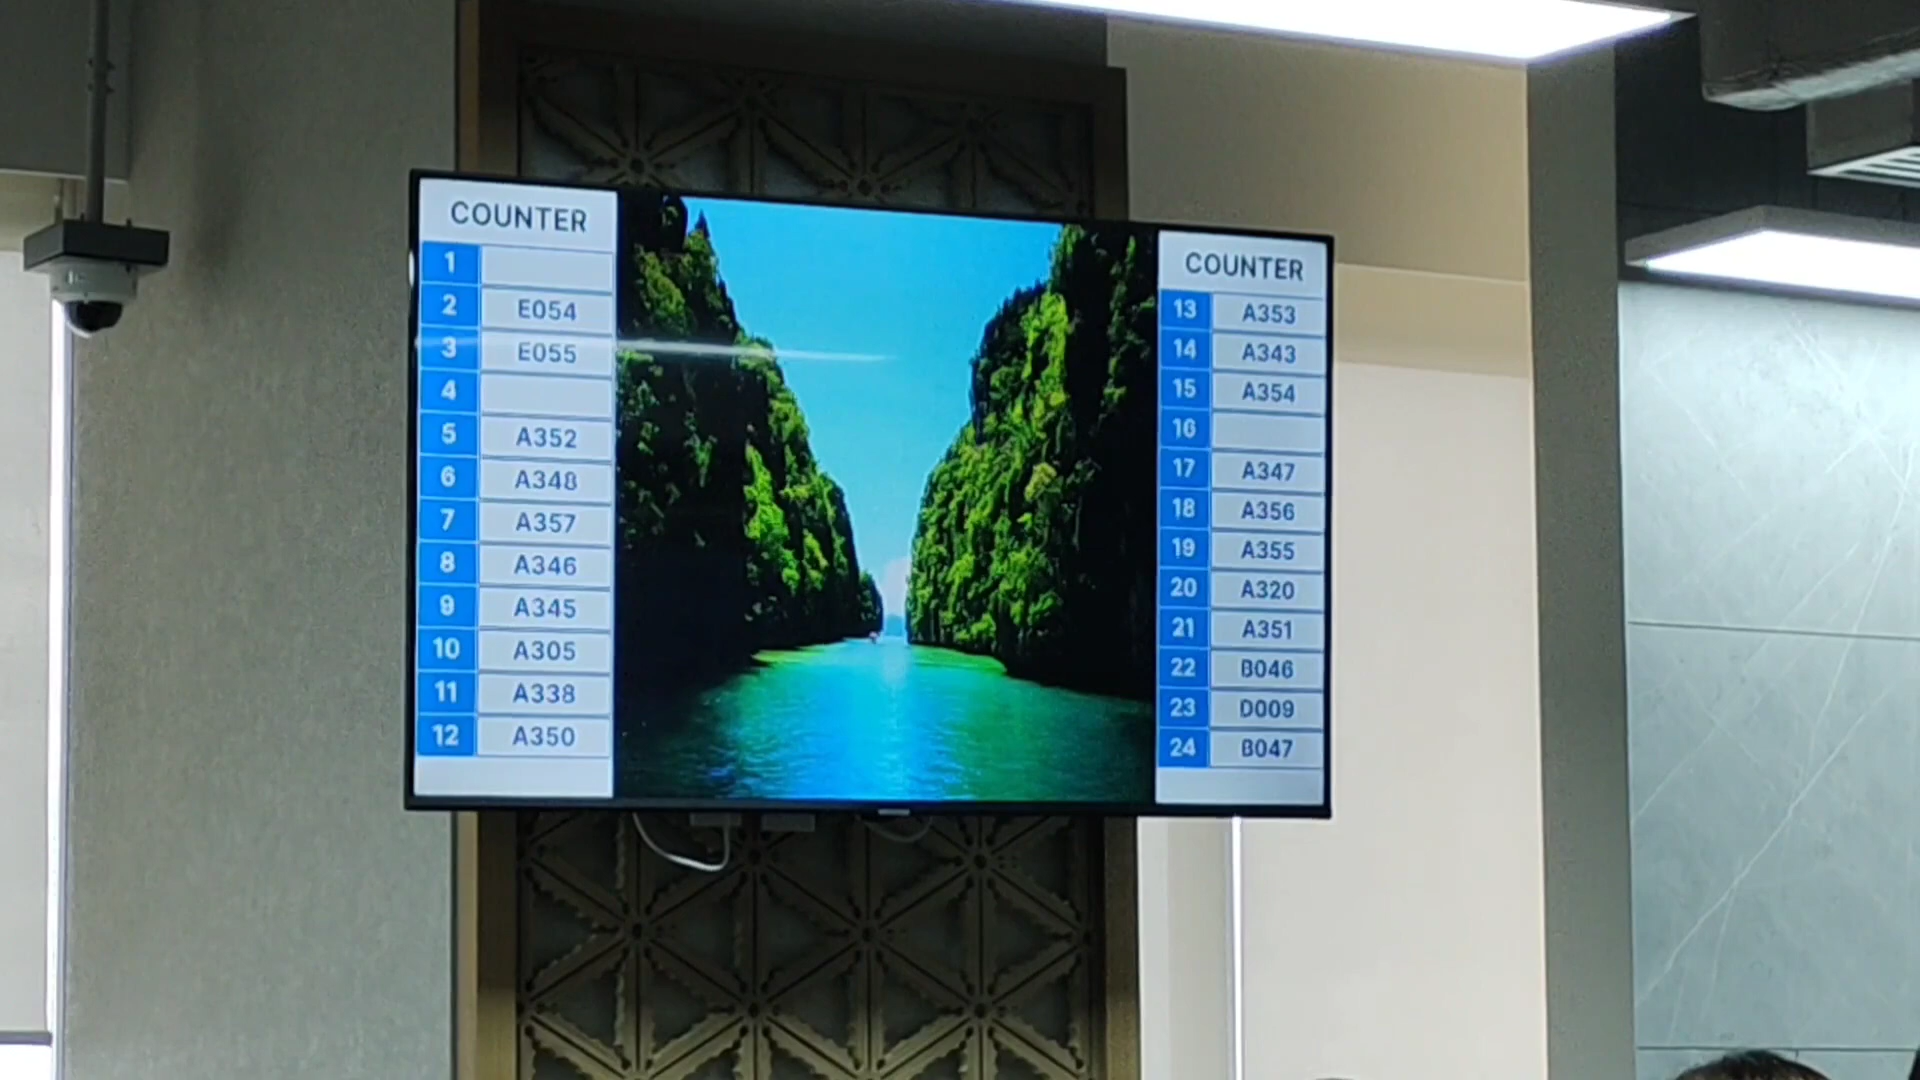 COUNTER
1
2 E054
3 E055
4
5 A352
6 A348
7 A357
8 A346
9 A345
10 A305
11 A338
12 A350
COUNTER
13 A353
14 A343
15 A354
16
17 A347
18 A356
19 A355
20 A320
21 A351
22 B046
23 D009
24 B047